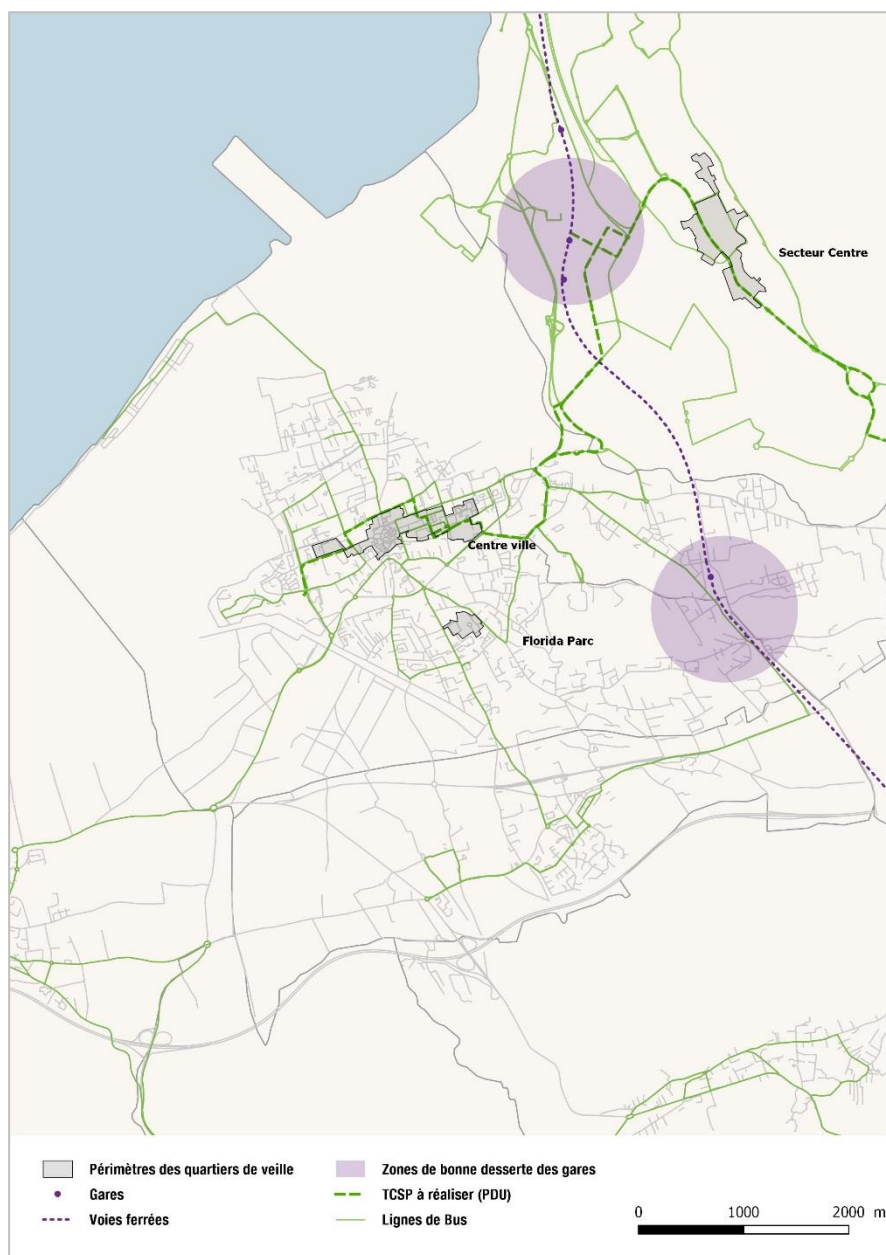 Secteur Centre
Centre ville
Florida Parc
Périmètres des quartiers de veille
Zones de bonne desserte des gares
Gares
TCSP à réaliser (PDU)
Voies ferrées
Lignes de Bus
0 1000 2000 m